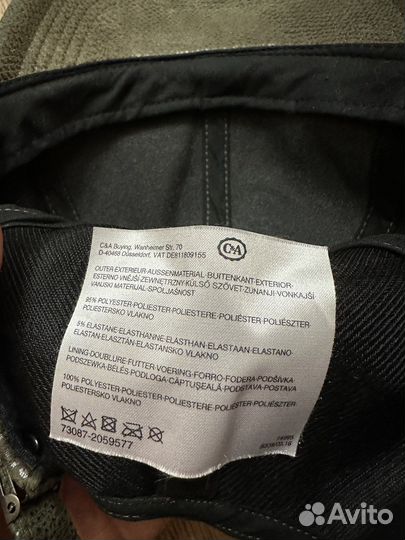 C&A Buying, Wanheimer Str. 70
D-40468 Düsseldorf. VAT DE811809155
C&A
OUTER·EXTERIEUR·AUSSENMATERIAL·BUITENKANT·EXTERIOR·
ESTERNO·VNĚJŠÍ·ZEWNĘTRZNY·KÜLSŐ SZÖVET·ZUNANJI·VONKAJŠÍ
VANJSKI MATERIJAL·SPOLJAŠNOST
95% POLYESTER·POLIESTER·POLIESTERE·POLIÉSTER·POLIÉSZTER·
POLIESTERSKO VLAKNO
5% ELASTANE·ELASTHANNE·ELASTHAN·ELASTAAN·ELASTANO·
ELASTAN·ELASZTÁN·ELASTANSKO VLAKNO
LINING·DOUBLURE·FUTTER·VOERING·FORRO·FODERA·PODŠÍVKA·
PODSZEWKA·BÉLÉS·PODLOGA·CĂPTUȘEALĂ·PODSTAVA·POSTAVA
100% POLYESTER·POLIESTER·POLIESTERE·POLIÉSTER·POLIÉSZTER·
POLIESTERSKO VLAKNO
73087-2059577
Avito